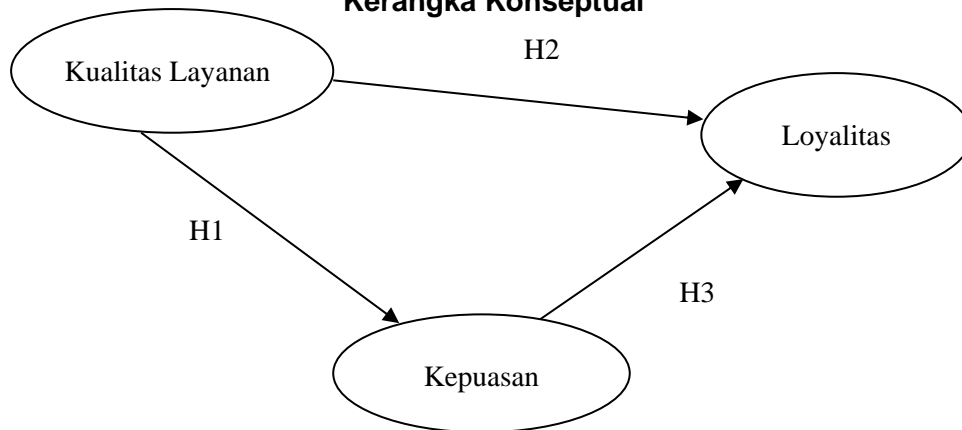 Kerangka Konseptual
H2
Kualitas Layanan
Loyalitas
H1
H3
Kepuasan